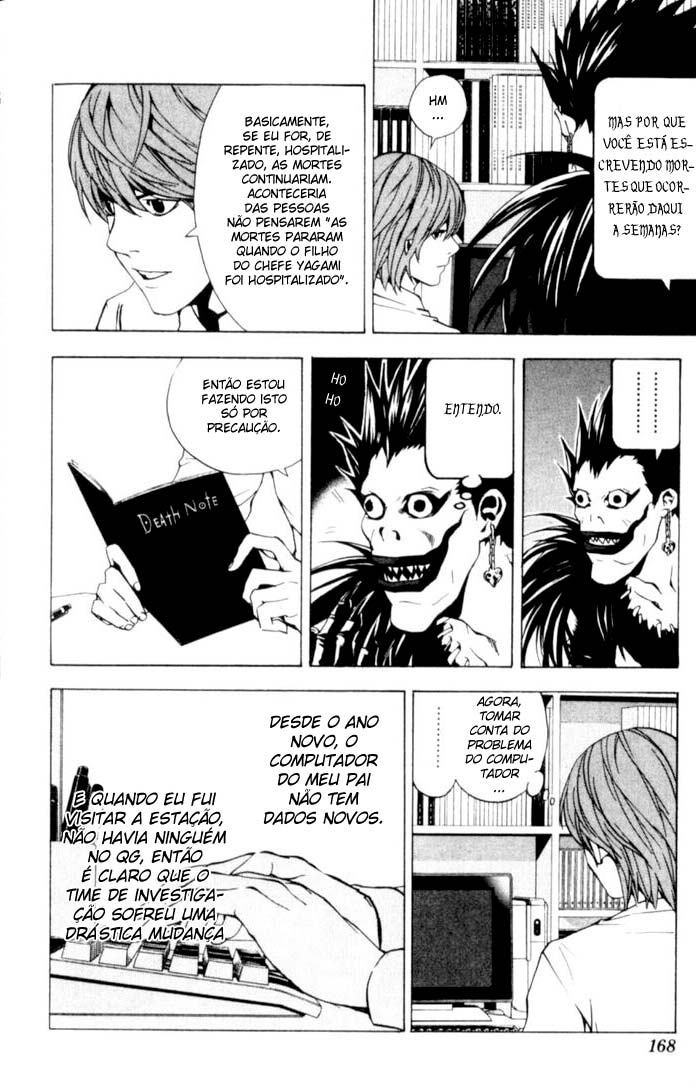 MAS POR QUE
VOCÊ ESTÁ ES-
CREVENDO MOR-
TES QUE OCOR-
RERÃO DAQUI
A SEMANAS?
HM
...
BASICAMENTE,
SE EU FOR, DE
REPENTE, HOSPITALI-
ZADO, AS MORTES
CONTINUARIAM.
ACONTECERIA
DAS PESSOAS
NÃO PENSAREM "AS
MORTES PARARAM
QUANDO O FILHO
DO CHEFE YAGAMI
FOI HOSPITALIZADO".
ENTENDO.
HO
HO
ENTÃO ESTOU
FAZENDO ISTO
SÓ POR
PRECAUÇÃO.
DEATH NOTE
AGORA,
TOMAR
CONTA DO
PROBLEMA
DO COMPU-
TADOR
...
DESDE O ANO
NOVO, O
COMPUTADOR
DO MEU PAI
NÃO TEM
DADOS NOVOS.
E QUANDO EU FUI
VISITAR A ESTAÇÃO,
NÃO HAVIA NINGUÉM
NO QG, ENTÃO
É CLARO QUE O
TIME DE INVESTIGA-
ÇÃO SOFREU UMA
DRÁSTICA MUDANÇA
168